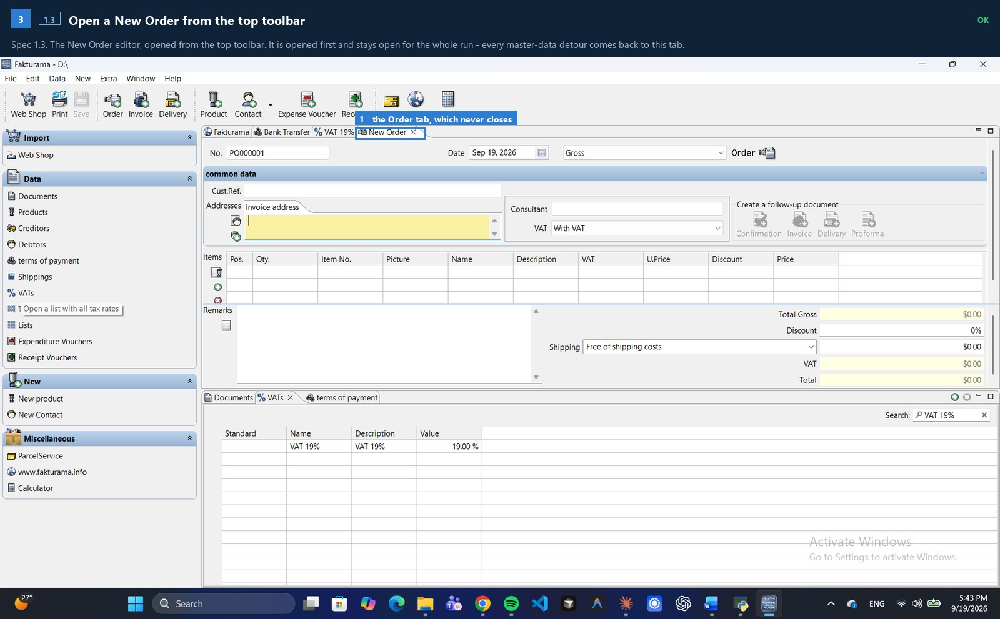 3 1.3 Open a New Order from the top toolbar OK
Spec 1.3. The New Order editor, opened from the top toolbar. It is opened first and stays open for the whole run - every master-data detour comes back to this tab.
Fakturama - D:\
File Edit Data New Extra Window Help
Web Shop Print Save Order Invoice Delivery Product Contact Expense Voucher Rec
1 the Order tab, which never closes
Import
Web Shop
Data
Documents
Products
Creditors
Debtors
terms of payment
Shippings
VATs
Open a list with all tax rates
Lists
Expenditure Vouchers
Receipt Vouchers
New
New product
New Contact
Miscellaneous
ParcelService
www.fakturama.info
Calculator
Fakturama Bank Transfer VAT 19% New Order
No. PO000001 Date Sep 19, 2026 Gross Order
common data
Cust.Ref.
Addresses Invoice address
Consultant
VAT With VAT
Create a follow-up document
Confirmation Invoice Delivery Proforma
Items Pos. Qty. Item No. Picture Name Description VAT U.Price Discount Price
Remarks
Total Gross $0.00
Discount 0%
Shipping Free of shipping costs $0.00
VAT $0.00
Total $0.00
Documents VATs terms of payment
Search: VAT 19%
Standard Name Description Value
VAT 19% VAT 19% 19.00 %
Activate Windows
Go to Settings to activate Windows.
27°
Search
ENG
5:43 PM
9/19/2026